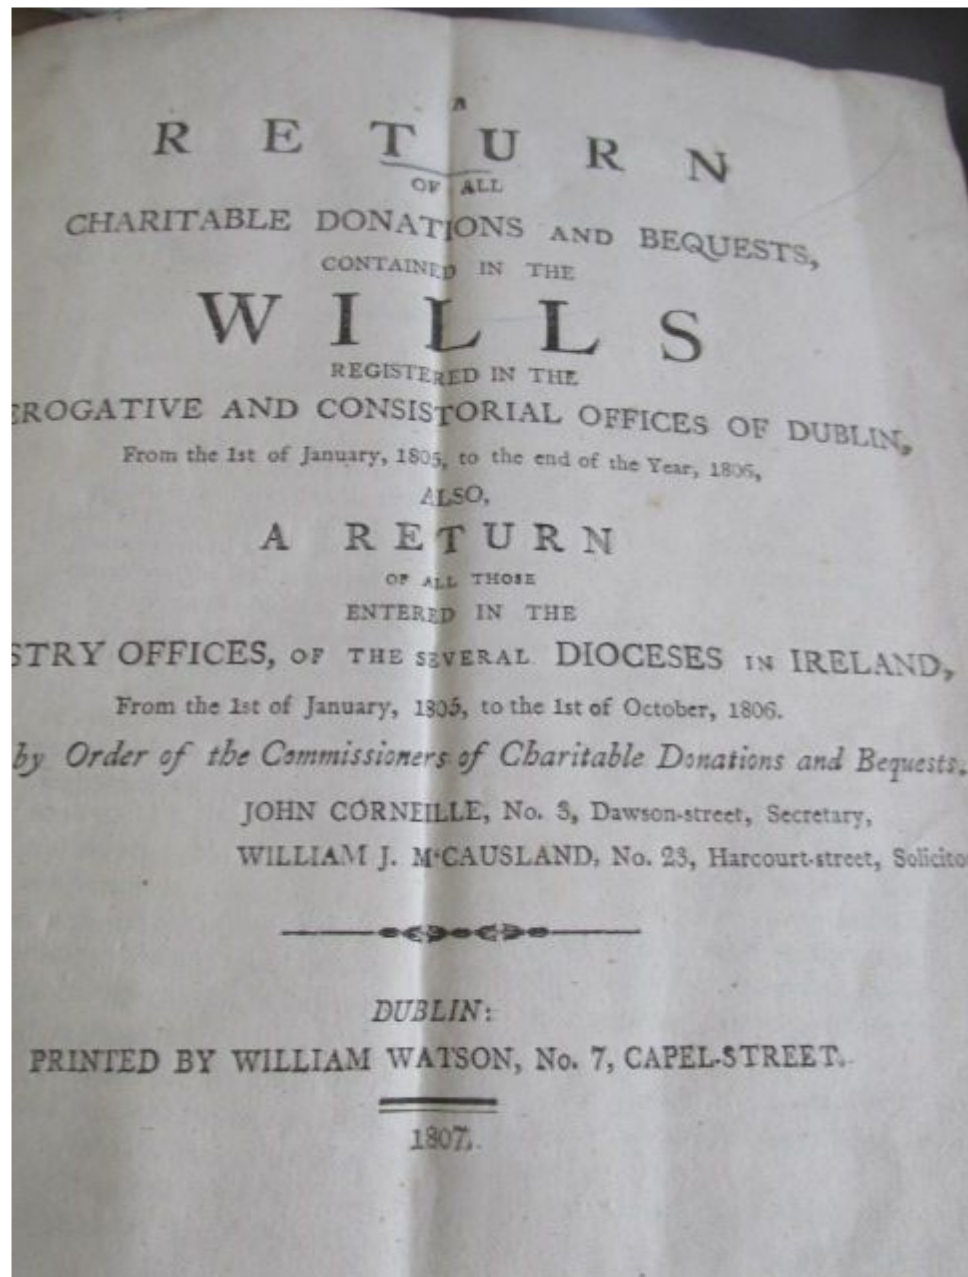 A
RETURN
OF ALL
CHARITABLE DONATIONS AND BEQUESTS,
CONTAINED IN THE
WILLS
REGISTERED IN THE
EROGATIVE AND CONSISTORIAL OFFICES OF DUBLIN,
From the 1st of January, 1805, to the end of the Year, 1806,
ALSO,
A RETURN
OF ALL THOSE
ENTERED IN THE
STRY OFFICES, OF THE SEVERAL DIOCESES IN IRELAND,
From the 1st of January, 1805, to the 1st of October, 1806.
by Order of the Commissioners of Charitable Donations and Bequests.
JOHN CORNEILLE, No. 3, Dawson-street, Secretary,
WILLIAM J. M'CAUSLAND, No. 23, Harcourt-street, Solicito
DUBLIN:
PRINTED BY WILLIAM WATSON, No. 7, CAPEL-STREET.
1807.